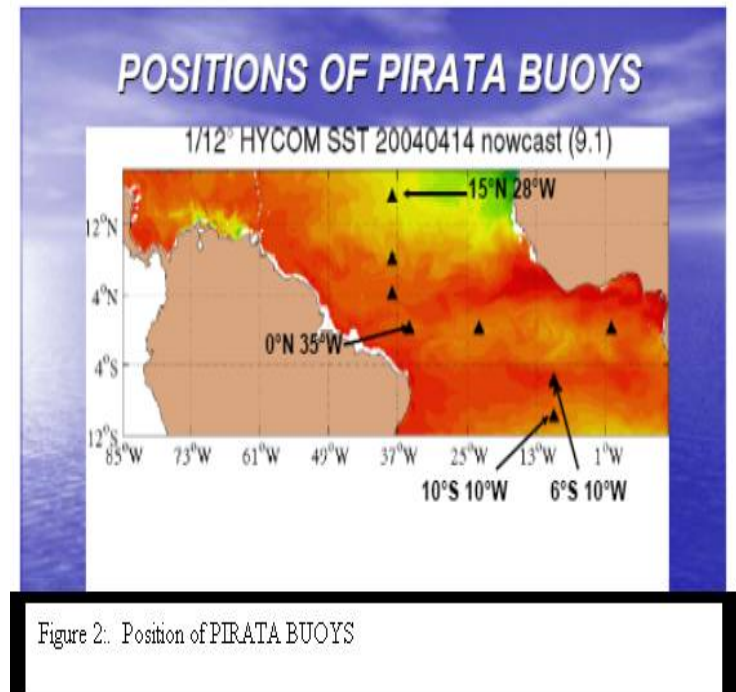 POSITIONS OF PIRATA BUOYS
1/12° HYCOM SST 20040414 nowcast (9.1)
15°N 28°W
12°N
4°N
0°N 35°W
4°S
12°S
85°W 73°W 61°W 49°W 37°W 25°W 13°W 1°W
10°S 10°W 6°S 10°W
Figure 2:. Position of PIRATA BUOYS